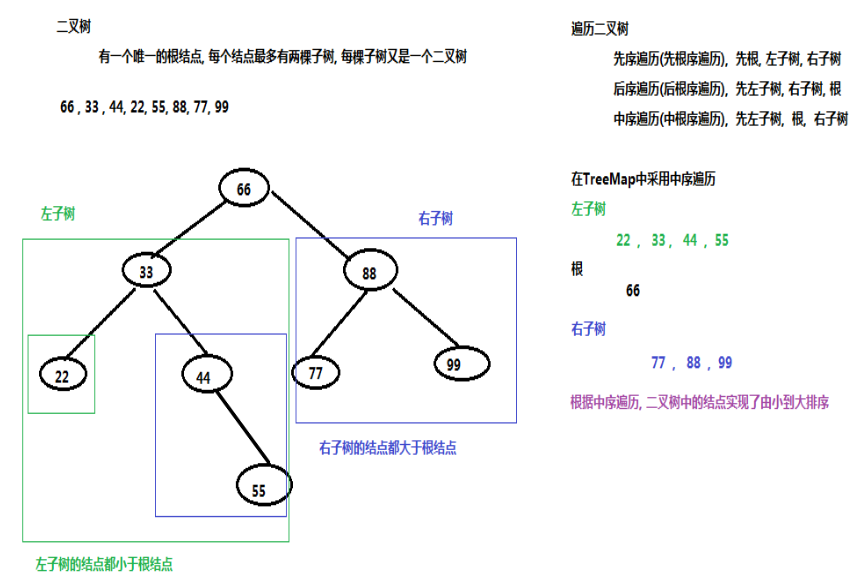 二叉树
有一个唯一的根结点, 每个结点最多有两棵子树, 每棵子树又是一个二叉树
66 , 33 , 44, 22, 55, 88, 77, 99
66
左子树
右子树
33
88
22
44
77
99
55
右子树的结点都大于根结点
左子树的结点都小于根结点
遍历二叉树
先序遍历(先根序遍历), 先根, 左子树, 右子树
后序遍历(后根序遍历), 先左子树, 右子树, 根
中序遍历(中根序遍历), 先左子树, 根, 右子树
在TreeMap中采用中序遍历
左子树
22 , 33 , 44 , 55
根
66
右子树
77 , 88 , 99
根据中序遍历, 二叉树中的结点实现了由小到大排序